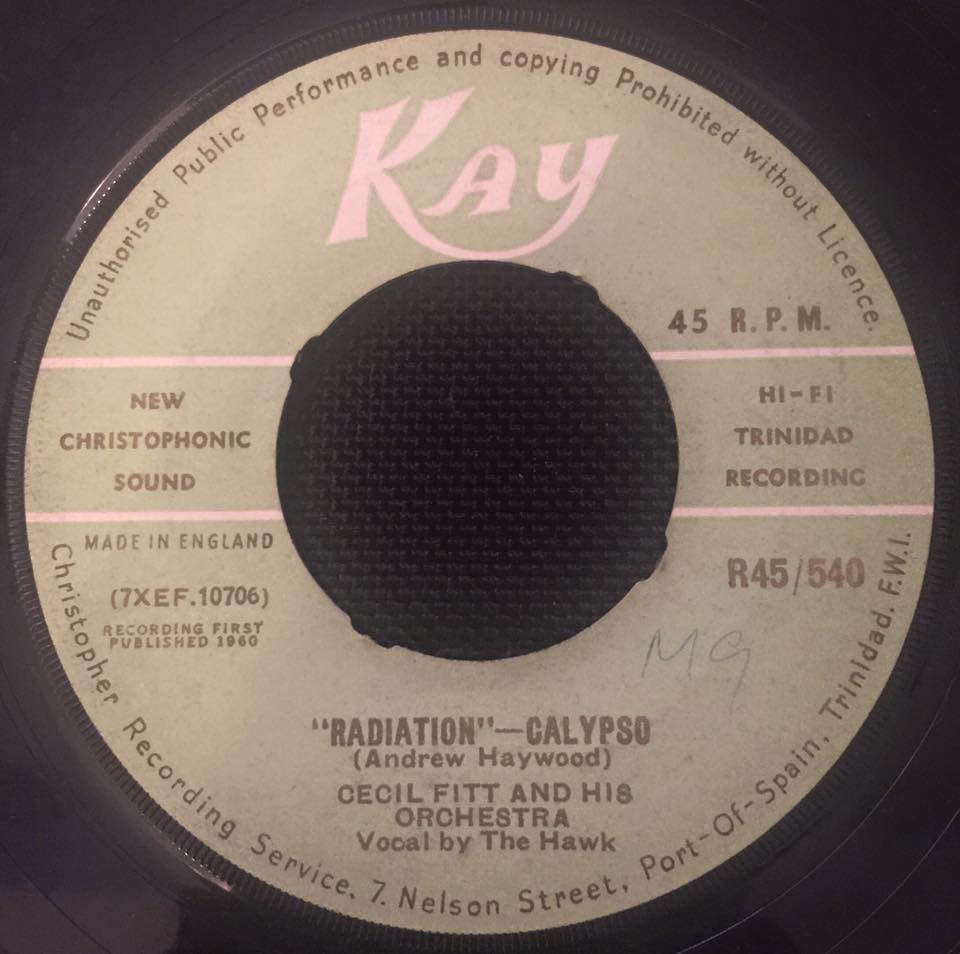 Unauthorised Public Performance and copying Prohibited without Licence.
Kay
45 R.P.M.
NEW
CHRISTOPHONIC
SOUND
HI-FI
TRINIDAD
RECORDING
MADE IN ENGLAND
(7XEF.10706)
RECORDING FIRST
PUBLISHED 1960
R45/540
MG
"RADIATION"—CALYPSO
(Andrew Haywood)
CECIL FITT AND HIS
ORCHESTRA
Vocal by The Hawk
Christopher Recording Service, 7. Nelson Street, Port-Of-Spain, Trinidad. F.W.I.